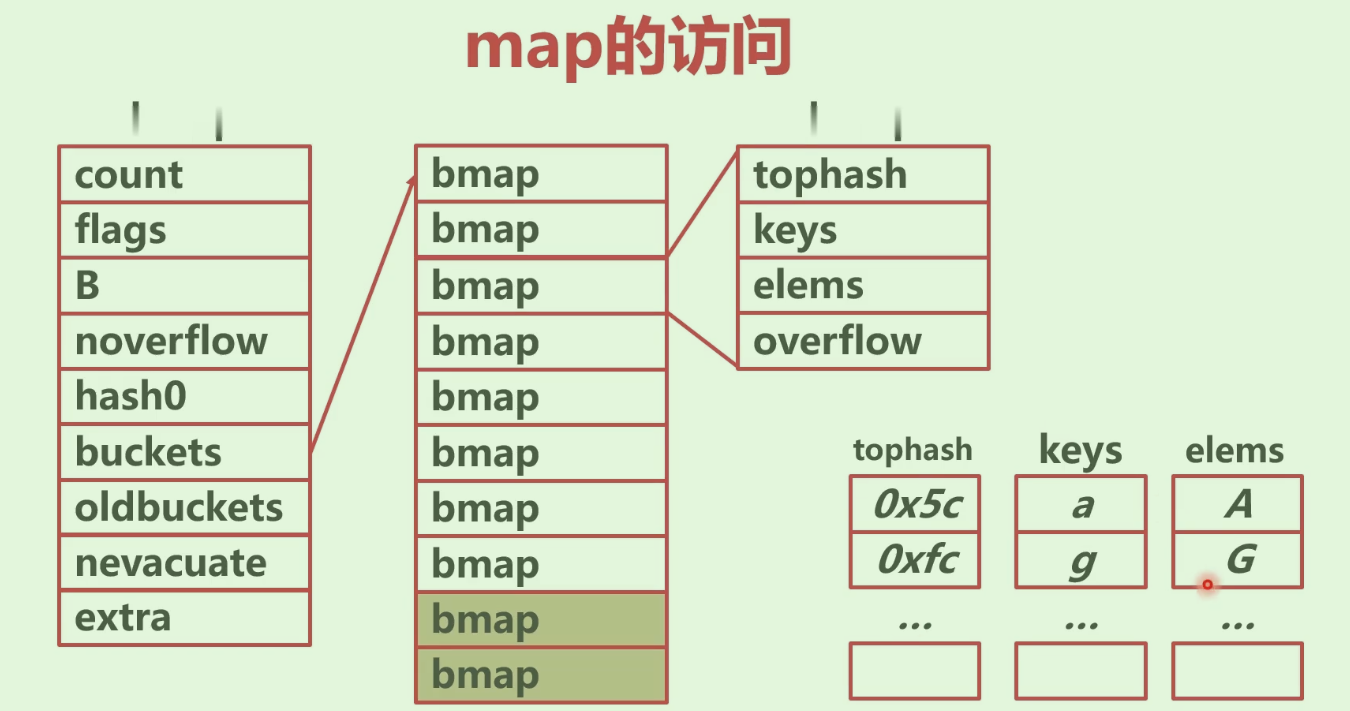 map的访问
count
flags
B
noverflow
hash0
buckets
oldbuckets
nevacuate
extra
bmap
bmap
bmap
bmap
bmap
bmap
bmap
bmap
bmap
bmap
tophash
keys
elems
overflow
tophash keys elems
0x5c a A
0xfc g G
... ... ...